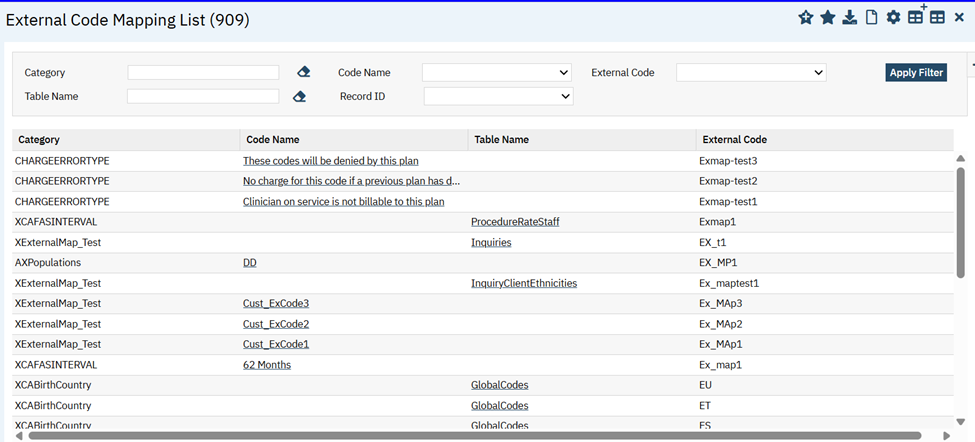 External Code Mapping List (909)
Category Code Name External Code Apply Filter
Table Name Record ID
Category Code Name Table Name External Code
CHARGEERRORTYPE These codes will be denied by this plan Exmap-test3
CHARGEERRORTYPE No charge for this code if a previous plan has d... Exmap-test2
CHARGEERRORTYPE Clinician on service is not billable to this plan Exmap-test1
XCAFASINTERVAL ProcedureRateStaff Exmap1
XExternalMap_Test Inquiries EX_t1
AXPopulations DD EX_MP1
XExternalMap_Test InquiryClientEthnicities Ex_maptest1
XExternalMap_Test Cust_ExCode3 Ex_MAp3
XExternalMap_Test Cust_ExCode2 Ex_MAp2
XExternalMap_Test Cust_ExCode1 Ex_MAp1
XCAFASINTERVAL 62 Months Ex_map1
XCABirthCountry GlobalCodes EU
XCABirthCountry GlobalCodes ET
XCABirthCountry GlobalCodes ES